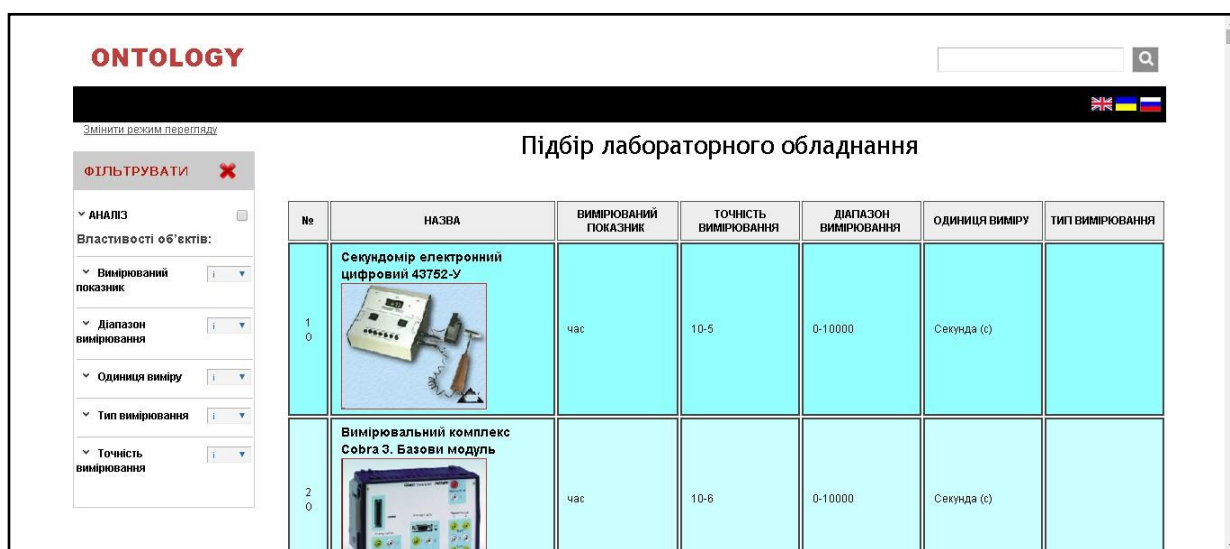 ONTOLOGY
Змінити режим перегляду
Підбір лабораторного обладнання
ФІЛЬТРУВАТИ
АНАЛІЗ
Властивості об'єктів:
Вимірюваний
показник
і
Діапазон
вимірювання
і
Одиниця виміру
і
Тип вимірювання
і
Точність
вимірювання
і
№
НАЗВА
ВИМІРЮВАНИЙ
ПОКАЗНИК
ТОЧНІСТЬ
ВИМІРЮВАННЯ
ДІАПАЗОН
ВИМІРЮВАННЯ
ОДИНИЦЯ ВИМІРУ
ТИП ВИМІРЮВАННЯ
1
0
Секундомір електронний
цифровий 43752-У
час
10-5
0-10000
Секунда (с)
2
0
Вимірювальний комплекс
Cobra 3. Базови модуль
час
10-6
0-10000
Секунда (с)